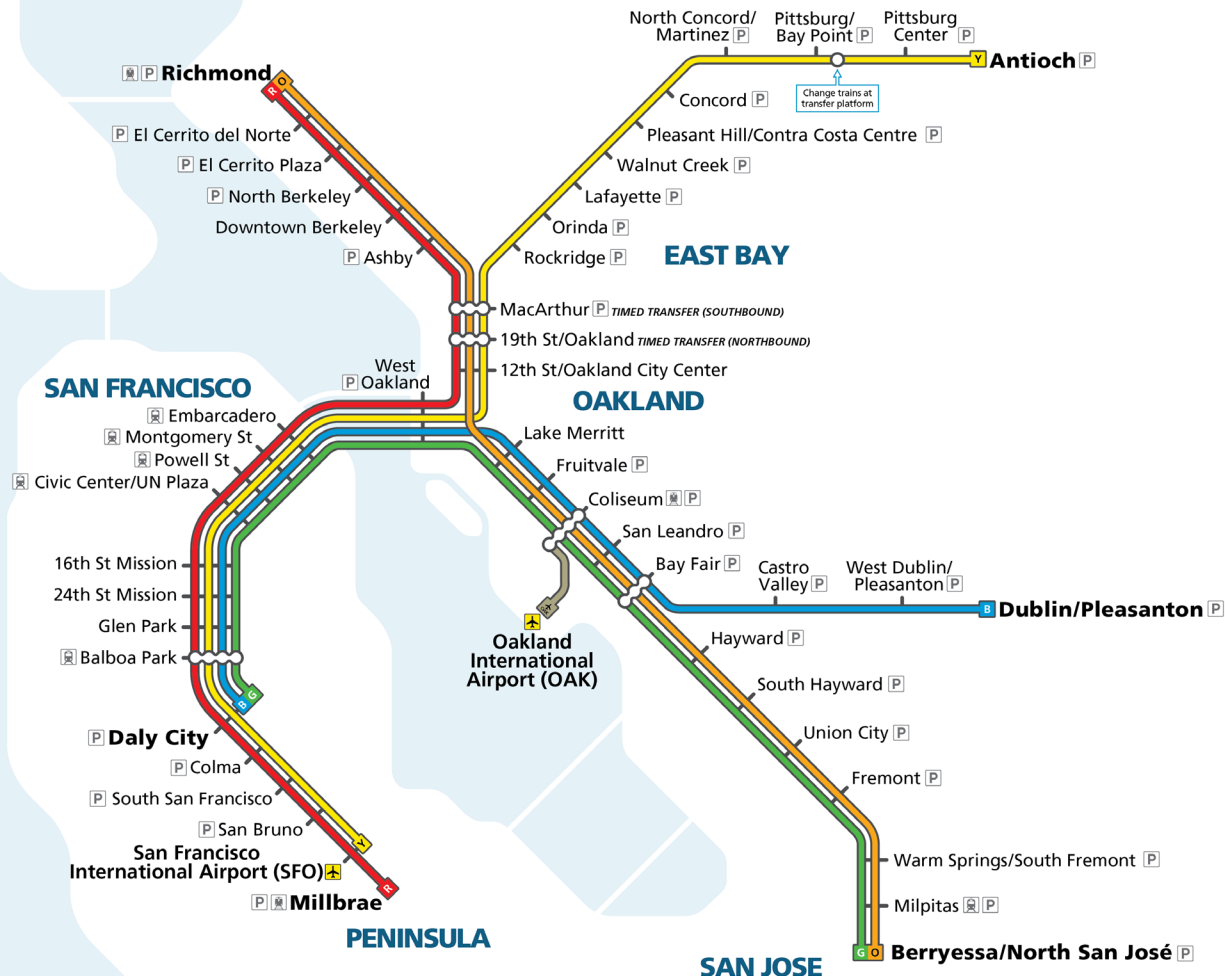 North Concord/
Martinez P
Pittsburg/
Bay Point P
Pittsburg
Center P
Y Antioch P
Change trains at
transfer platform
P Richmond
R O
Concord P
P El Cerrito del Norte
Pleasant Hill/Contra Costa Centre P
P El Cerrito Plaza
Walnut Creek P
P North Berkeley
Lafayette P
Downtown Berkeley
Orinda P
P Ashby
Rockridge P
EAST BAY
MacArthur P TIMED TRANSFER (SOUTHBOUND)
19th St/Oakland TIMED TRANSFER (NORTHBOUND)
12th St/Oakland City Center
West
P Oakland
SAN FRANCISCO
OAKLAND
Embarcadero
Montgomery St
Powell St
Civic Center/UN Plaza
Lake Merritt
Fruitvale P
Coliseum P
San Leandro P
Bay Fair P
16th St Mission
24th St Mission
Glen Park
Balboa Park
Castro
Valley P
West Dublin/
Pleasanton P
B Dublin/Pleasanton P
Oakland
International
Airport (OAK)
Hayward P
South Hayward P
Union City P
Fremont P
B G
P Daly City
P Colma
P South San Francisco
P San Bruno
Y
San Francisco
International Airport (SFO)
R
P Millbrae
PENINSULA
Warm Springs/South Fremont P
Milpitas P
G O Berryessa/North San José P
SAN JOSE